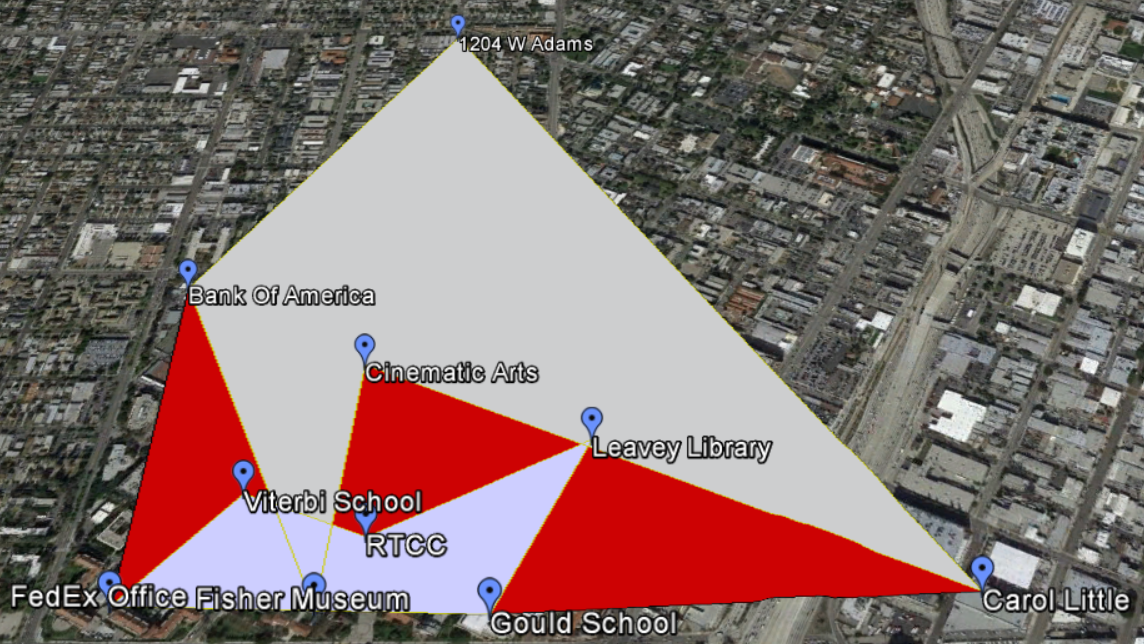 1204 W Adams
Bank Of America
Cinematic Arts
Leavey Library
Viterbi School
RTCC
FedEx Office
Fisher Museum
Carol Little
Gould School